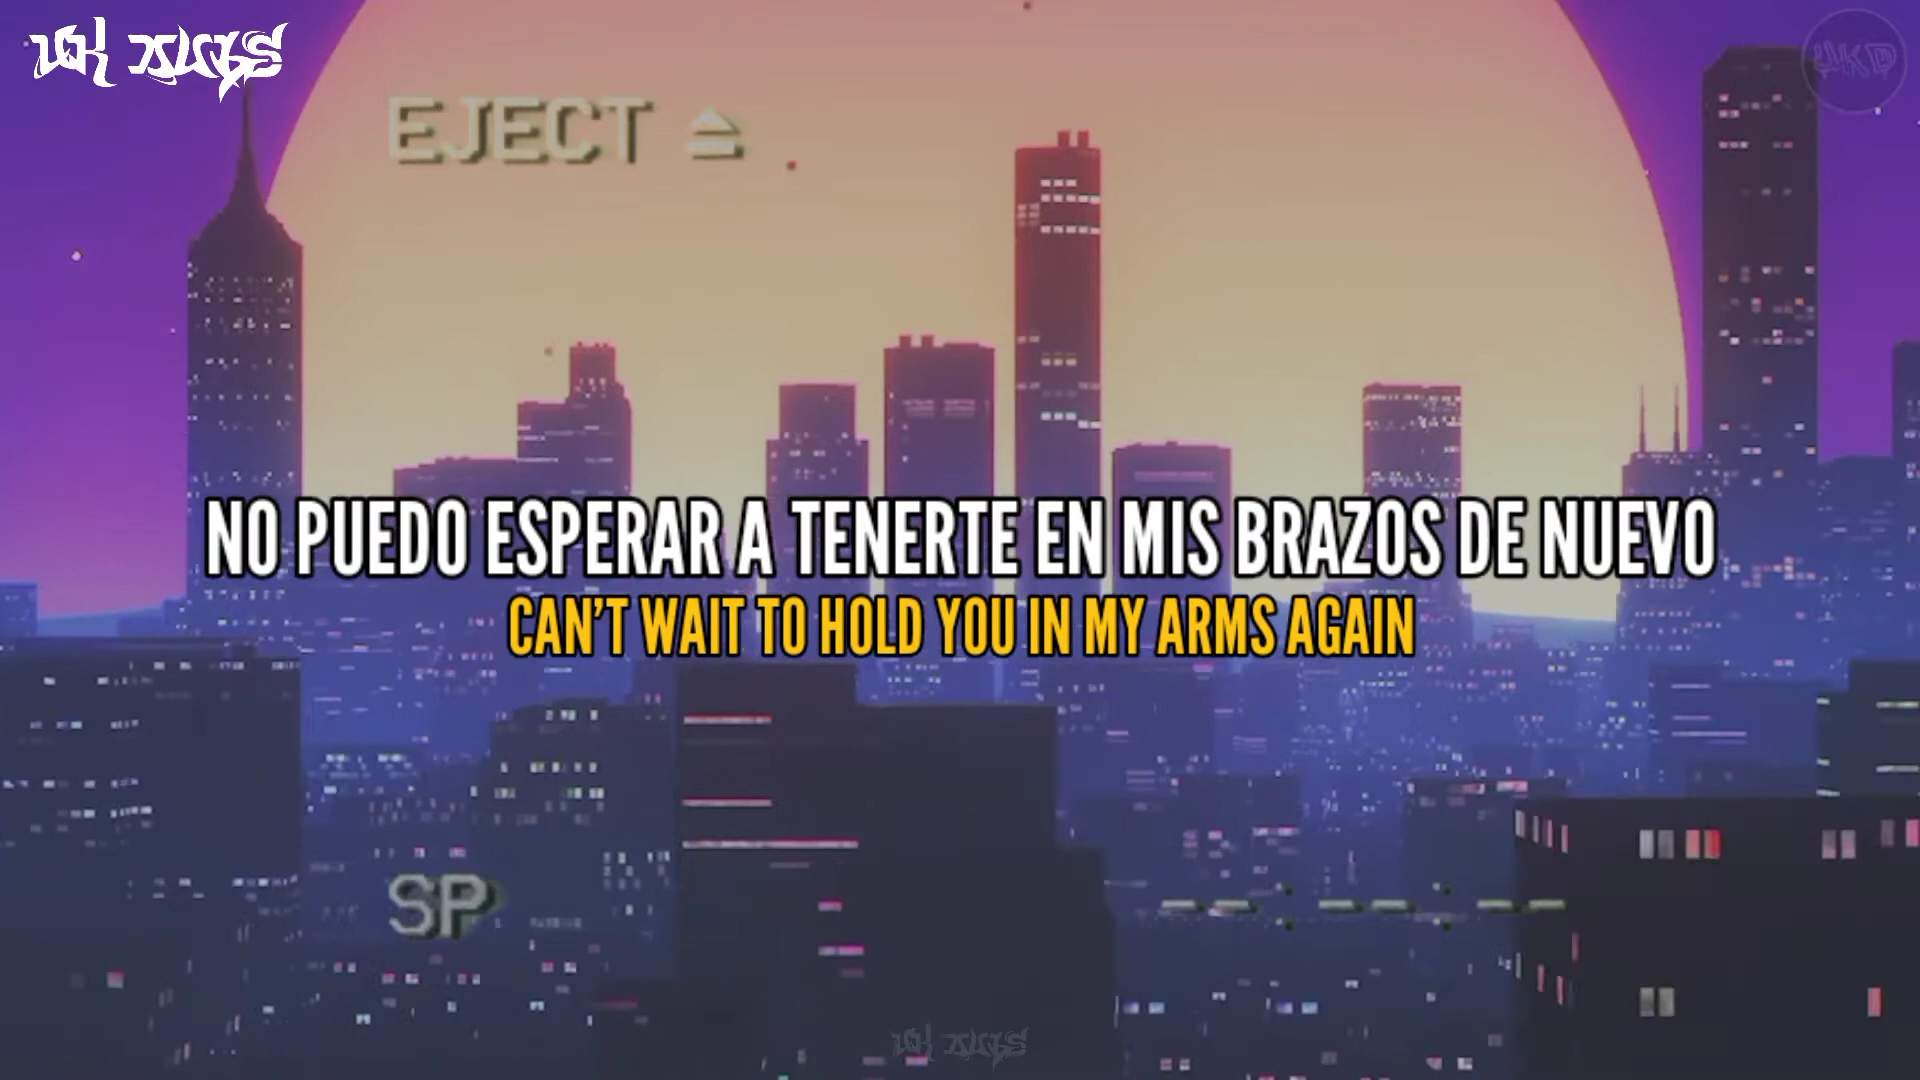 EJECT
NO PUEDO ESPERAR A TENERTE EN MIS BRAZOS DE NUEVO
CAN'T WAIT TO HOLD YOU IN MY ARMS AGAIN
SP
--:--:--